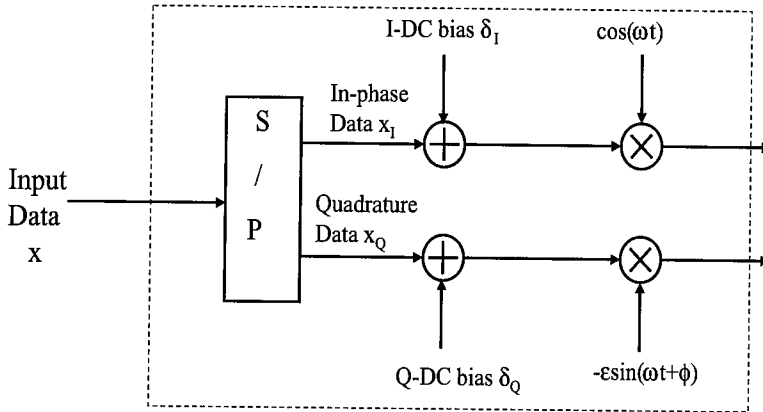 I-DC bias δI
cos(ωt)
In-phase
Data xI
S
/
P
Input
Data
x
Quadrature
Data xQ
Q-DC bias δQ
-εsin(ωt+ϕ)